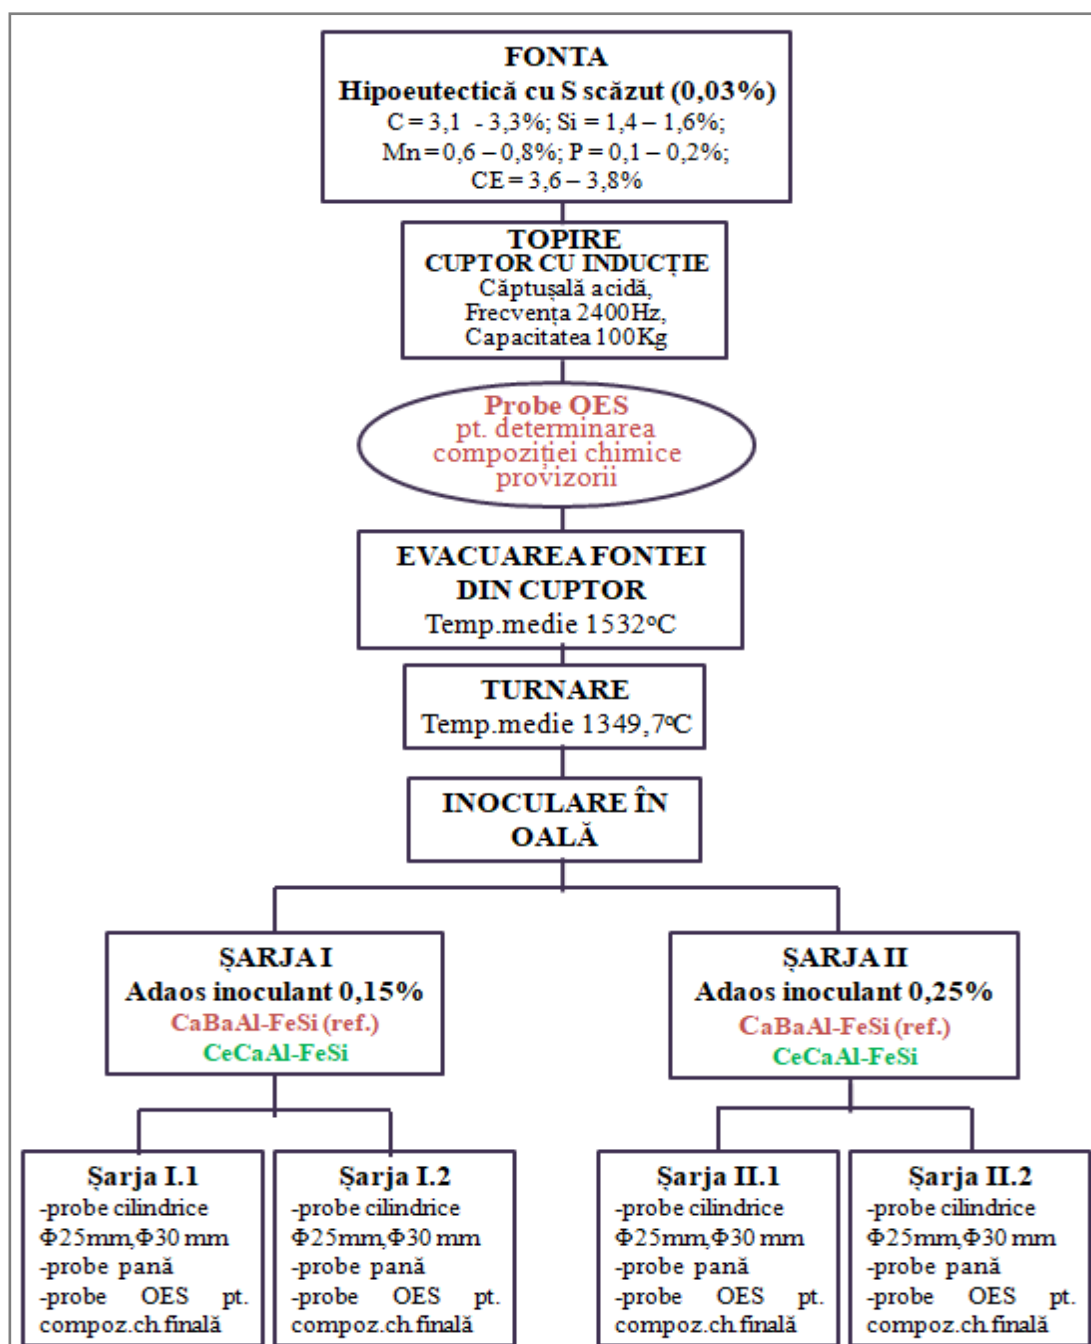 FONTA
Hipoeutectică cu S scăzut (0,03%)
C = 3,1 - 3,3%; Si = 1,4 – 1,6%;
Mn = 0,6 – 0,8%; P = 0,1 – 0,2%;
CE = 3,6 – 3,8%
TOPIRE
CUPTOR CU INDUCȚIE
Căptușală acidă,
Frecvența 2400Hz,
Capacitatea 100Kg
Probe OES
pt. determinarea
compoziției chimice
provizorii
EVACUAREA FONTEI
DIN CUPTOR
Temp.medie 1532ºC
TURNARE
Temp.medie 1349,7ºC
INOCULARE ÎN
OALĂ
ȘARJA I
Adaos inoculant 0,15%
CaBaAl-FeSi (ref.)
CeCaAl-FeSi
ȘARJA II
Adaos inoculant 0,25%
CaBaAl-FeSi (ref.)
CeCaAl-FeSi
Șarja I.1
-probe cilindrice
Φ25mm,Φ30 mm
-probe pană
-probe OES pt.
compoz.ch.finală
Șarja I.2
-probe cilindrice
Φ25mm,Φ30 mm
-probe pană
-probe OES pt.
compoz.ch.finală
Șarja II.1
-probe cilindrice
Φ25mm,Φ30 mm
-probe pană
-probe OES pt.
compoz.ch.finală
Șarja II.2
-probe cilindrice
Φ25mm,Φ30 mm
-probe pană
-probe OES pt.
compoz.ch.finală